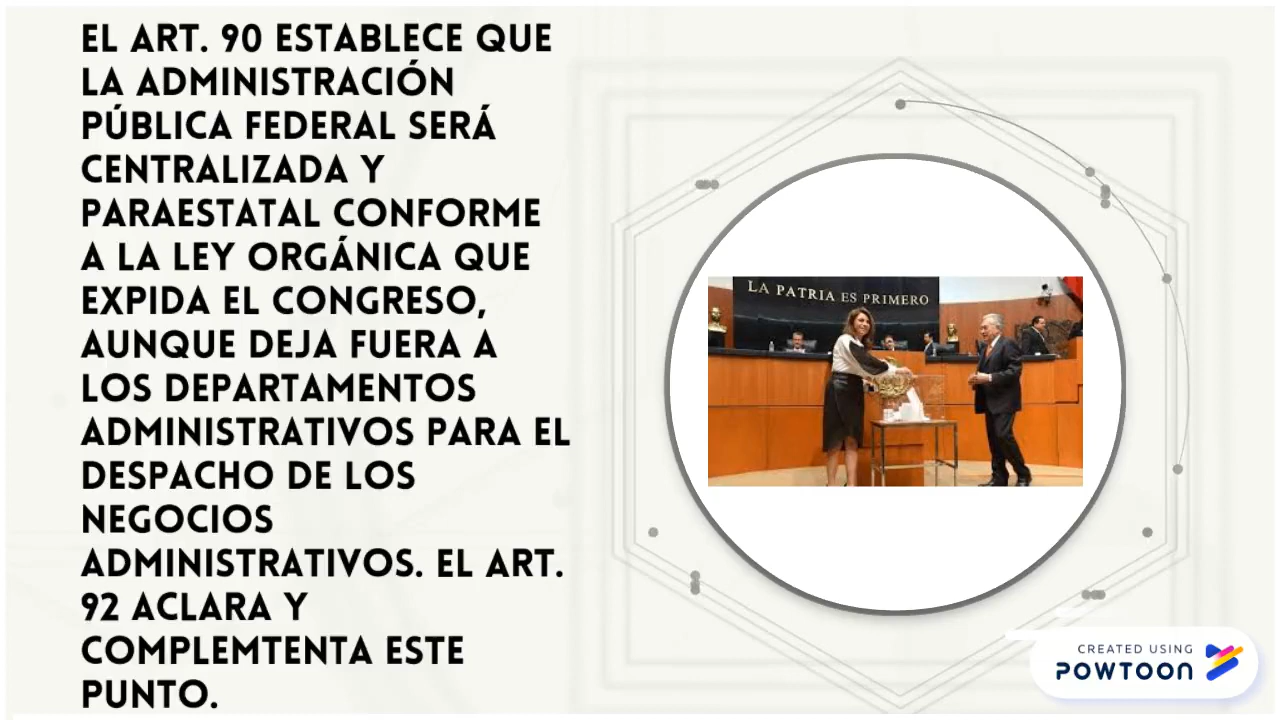 EL ART. 90 ESTABLECE QUE
LA ADMINISTRACIÓN
PÚBLICA FEDERAL SERÁ
CENTRALIZADA Y
PARAESTATAL CONFORME
A LA LEY ORGÁNICA QUE
EXPIDA EL CONGRESO,
AUNQUE DEJA FUERA A
LOS DEPARTAMENTOS
ADMINISTRATIVOS PARA EL
DESPACHO DE LOS
NEGOCIOS
ADMINISTRATIVOS. EL ART.
92 ACLARA Y
COMPLEMTENTA ESTE
PUNTO.
LA PATRIA ES PRIMERO
CREATED USING
POWTOON